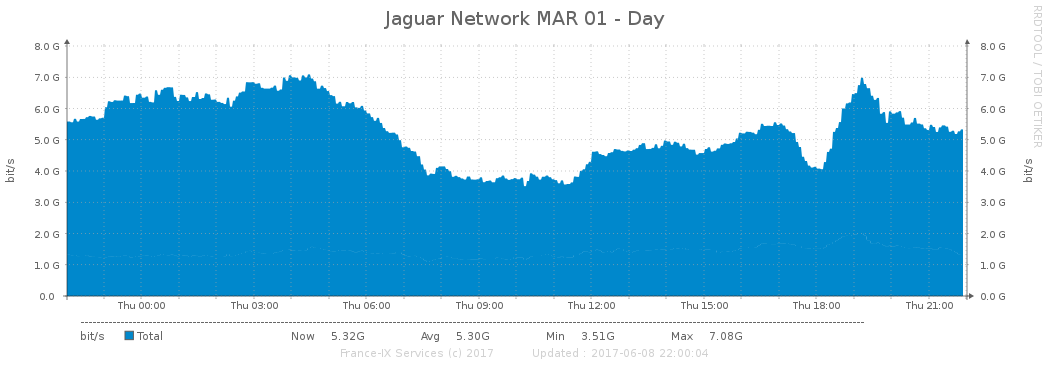 Jaguar Network MAR 01 - Day
RRDTOOL / TOBI OETIKER
8.0 G 8.0 G
7.0 G 7.0 G
6.0 G 6.0 G
5.0 G 5.0 G
4.0 G 4.0 G
3.0 G 3.0 G
2.0 G 2.0 G
1.0 G 1.0 G
0.0 0.0 G
bit/s
bit/s
Thu 00:00 Thu 03:00 Thu 06:00 Thu 09:00 Thu 12:00 Thu 15:00 Thu 18:00 Thu 21:00
bit/s Total Now 5.32G Avg 5.30G Min 3.51G Max 7.08G
France-IX Services (c) 2017 Updated : 2017-06-08 22:00:04